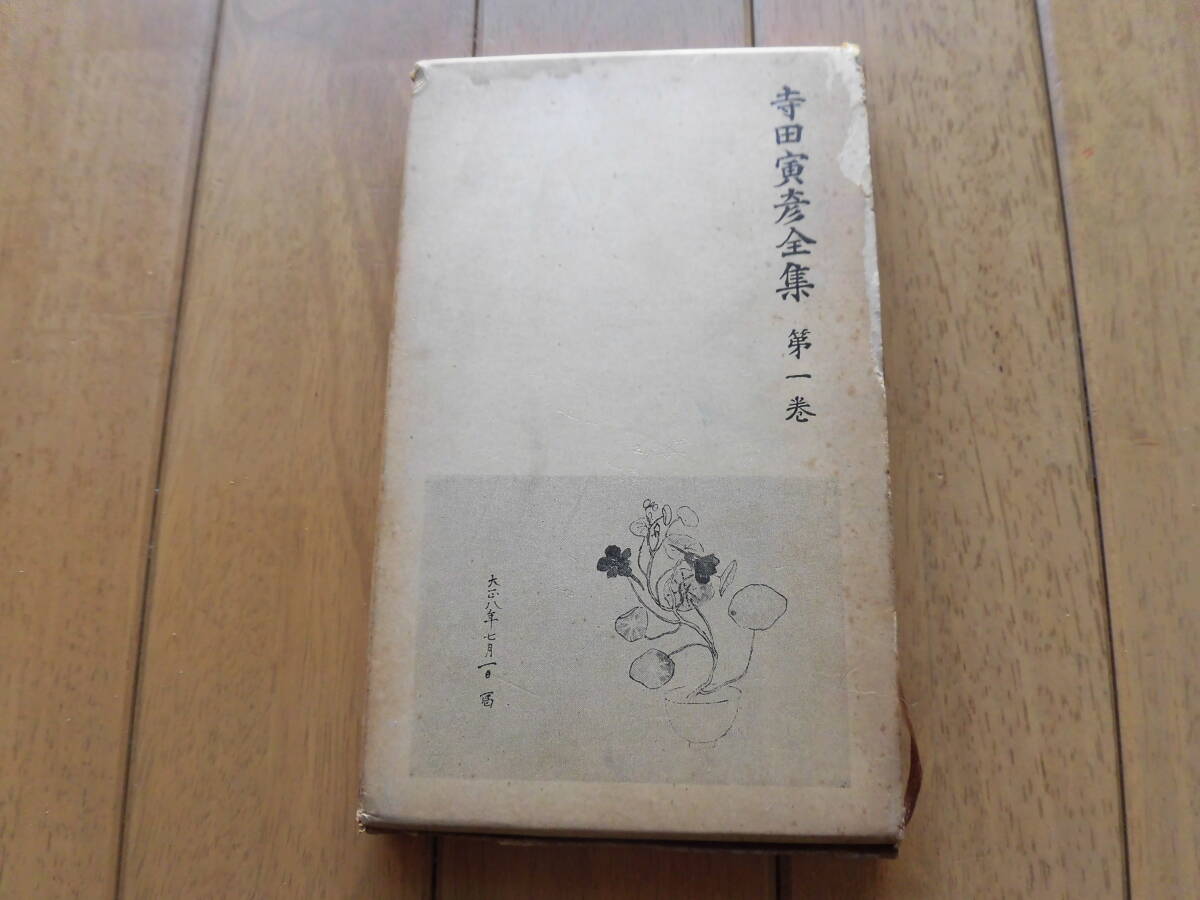 寺田寅彦全集 第一巻
大正八年七月一日 写